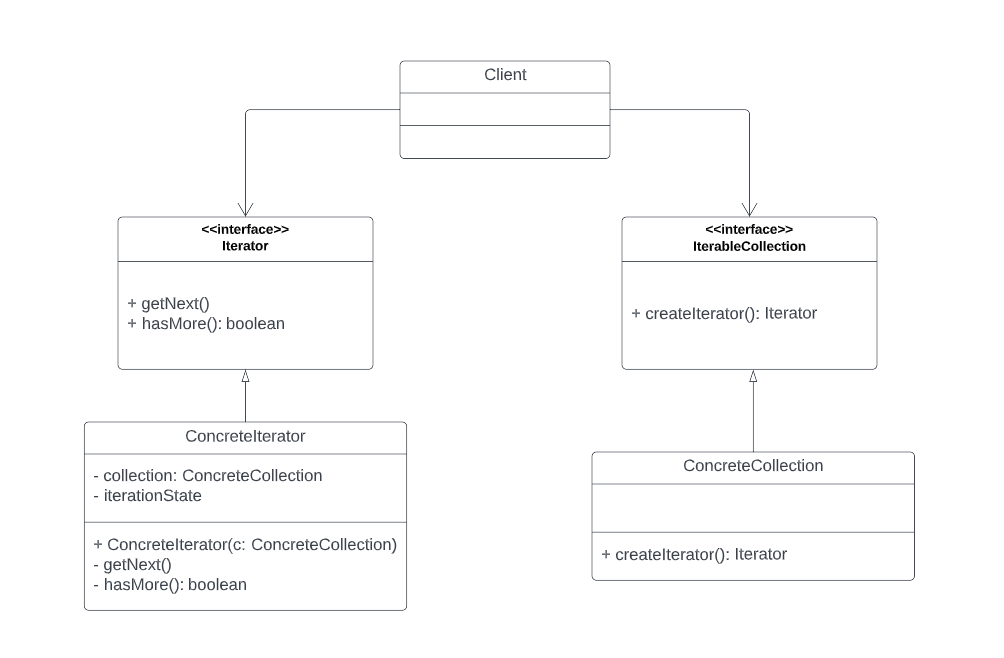 Client
<<interface>>
Iterator
+ getNext()
+ hasMore(): boolean
<<interface>>
IterableCollection
+ createIterator(): Iterator
ConcreteIterator
- collection: ConcreteCollection
- iterationState
+ ConcreteIterator(c: ConcreteCollection)
- getNext()
- hasMore(): boolean
ConcreteCollection
+ createIterator(): Iterator